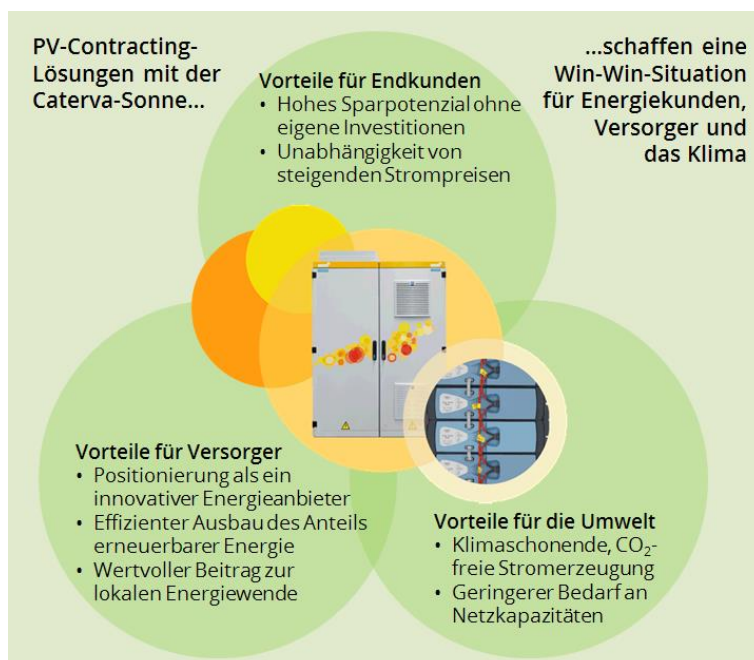 PV-Contracting-
Lösungen mit der
Caterva-Sonne...
...schaffen eine
Win-Win-Situation
für Energiekunden,
Versorger und
das Klima
Vorteile für Endkunden
• Hohes Sparpotenzial ohne
eigene Investitionen
• Unabhängigkeit von
steigenden Strompreisen
Vorteile für Versorger
• Positionierung als ein
innovativer Energieanbieter
• Effizienter Ausbau des Anteils
erneuerbarer Energie
• Wertvoller Beitrag zur
lokalen Energiewende
Vorteile für die Umwelt
• Klimaschonende, CO₂-
freie Stromerzeugung
• Geringerer Bedarf an
Netzkapazitäten